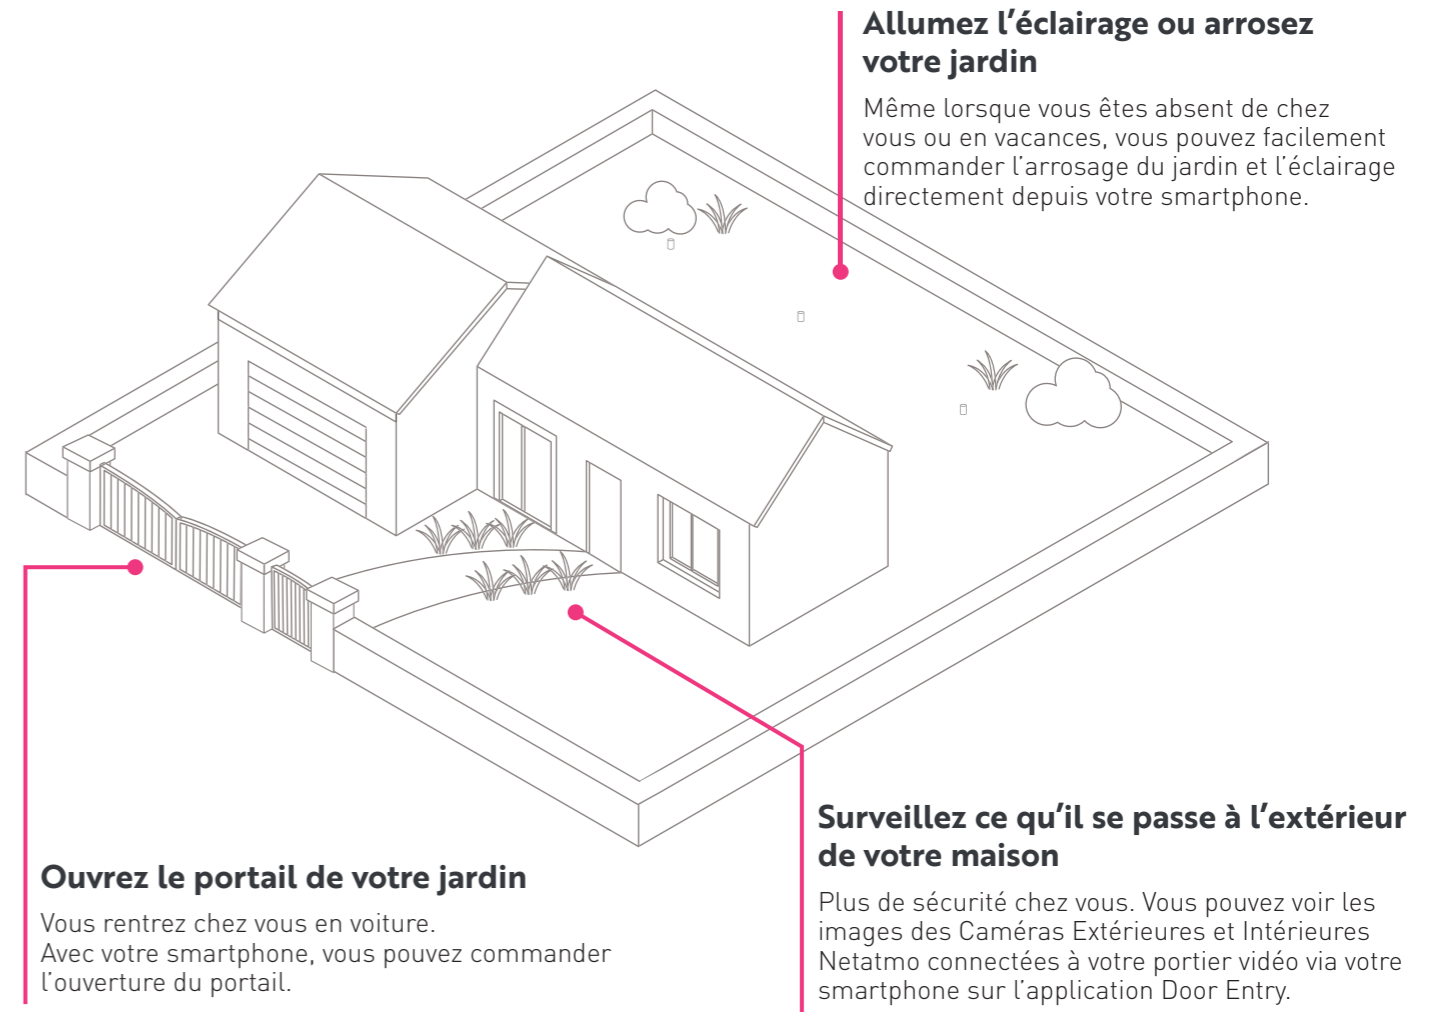 Allumez l’éclairage ou arrosez
votre jardin
Même lorsque vous êtes absent de chez
vous ou en vacances, vous pouvez facilement
commander l’arrosage du jardin et l’éclairage
directement depuis votre smartphone.
Ouvrez le portail de votre jardin
Vous rentrez chez vous en voiture.
Avec votre smartphone, vous pouvez commander
l’ouverture du portail.
Surveillez ce qu’il se passe à l’extérieur
de votre maison
Plus de sécurité chez vous. Vous pouvez voir les
images des Caméras Extérieures et Intérieures
Netatmo connectées à votre portier vidéo via votre
smartphone sur l’application Door Entry.